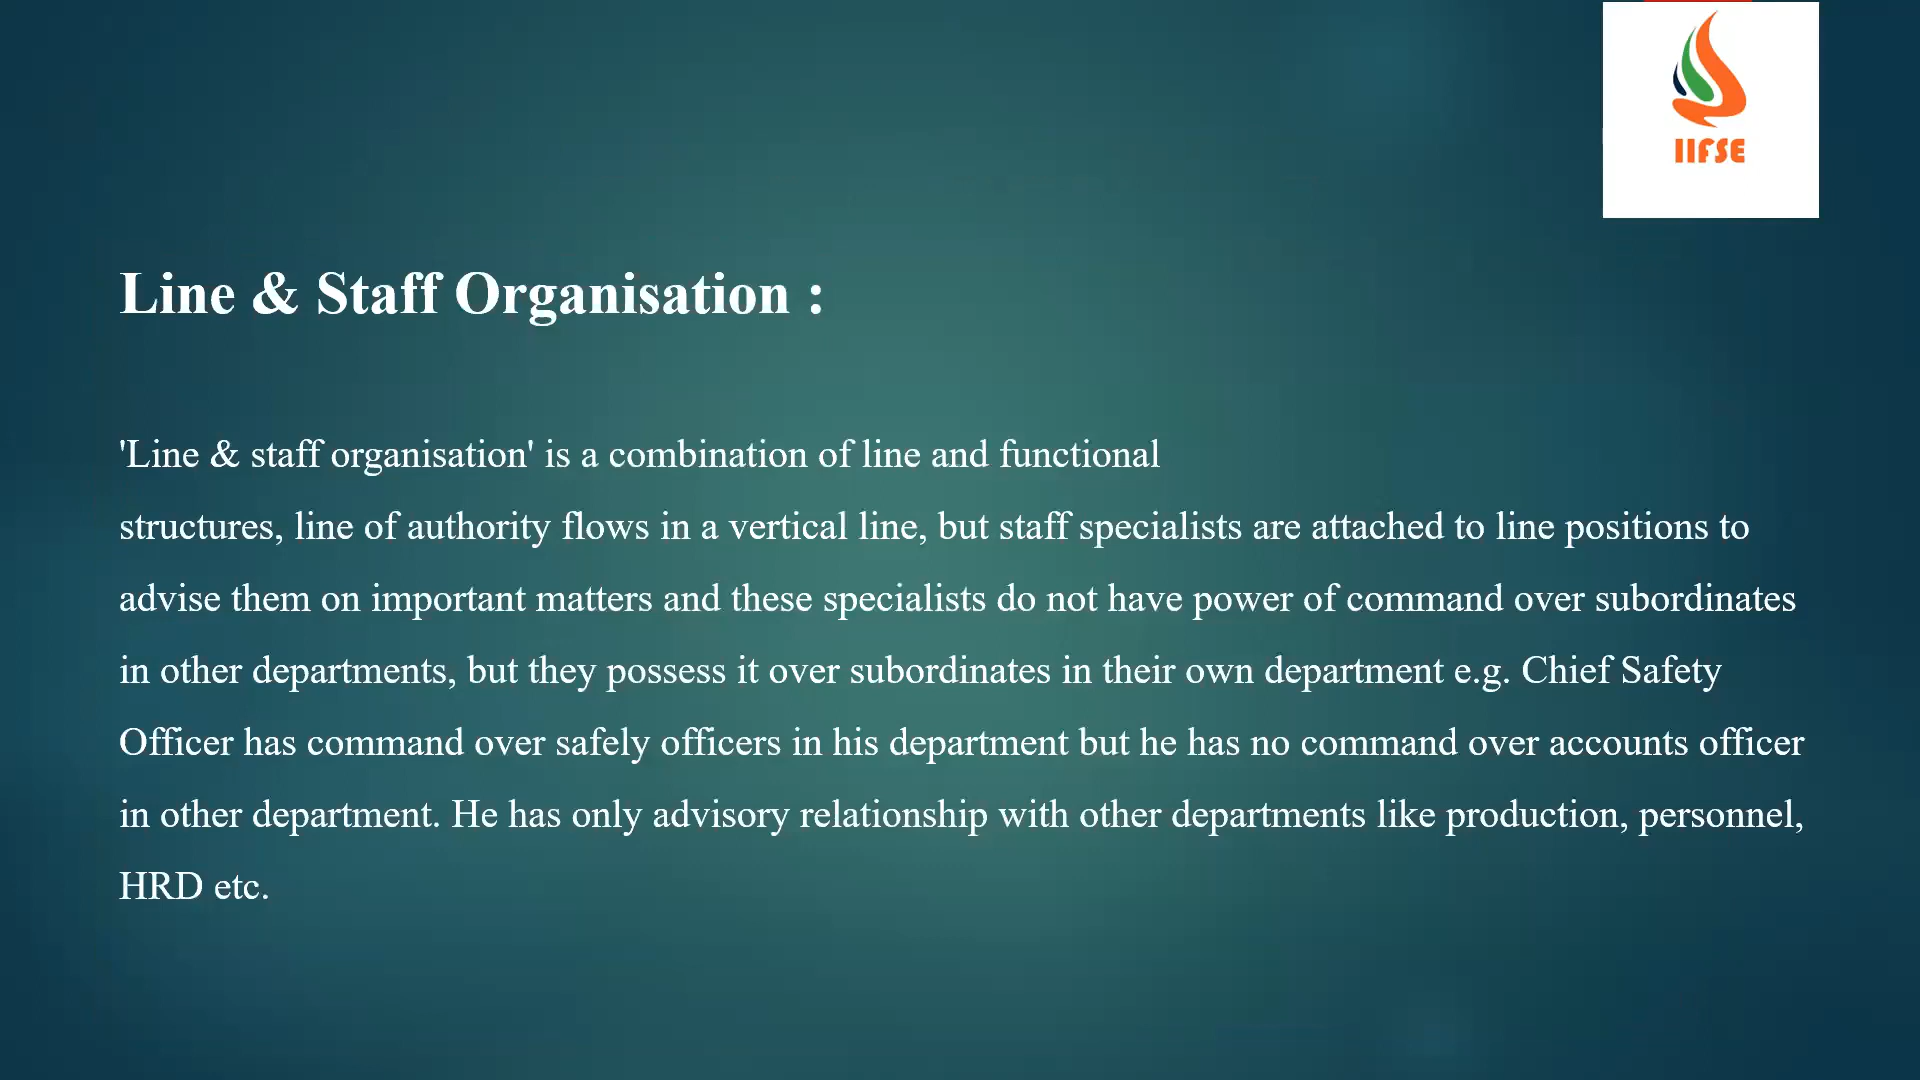 IIFSE
Line & Staff Organisation :
'Line & staff organisation' is a combination of line and functional
structures, line of authority flows in a vertical line, but staff specialists are attached to line positions to
advise them on important matters and these specialists do not have power of command over subordinates
in other departments, but they possess it over subordinates in their own department e.g. Chief Safety
Officer has command over safely officers in his department but he has no command over accounts officer
in other department. He has only advisory relationship with other departments like production, personnel,
HRD etc.